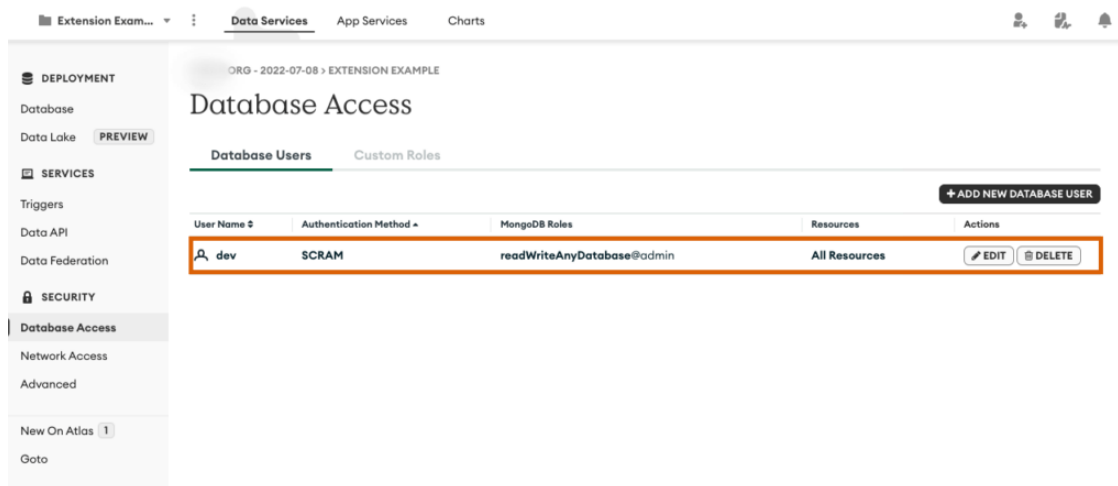 Extension Exam...
Data Services
App Services
Charts
DEPLOYMENT
Database
Data Lake PREVIEW
SERVICES
Triggers
Data API
Data Federation
SECURITY
Database Access
Network Access
Advanced
New On Atlas 1
Goto
ORG - 2022-07-08 > EXTENSION EXAMPLE
Database Access
Database Users Custom Roles
+ ADD NEW DATABASE USER
User Name Authentication Method MongoDB Roles Resources Actions
dev SCRAM readWriteAnyDatabase@admin All Resources EDIT DELETE